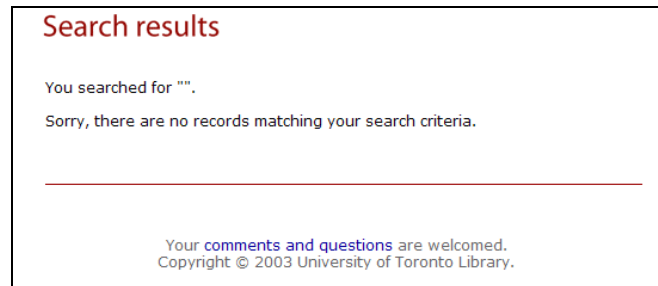 Search results
You searched for "".
Sorry, there are no records matching your search criteria.
Your comments and questions are welcomed.
Copyright © 2003 University of Toronto Library.